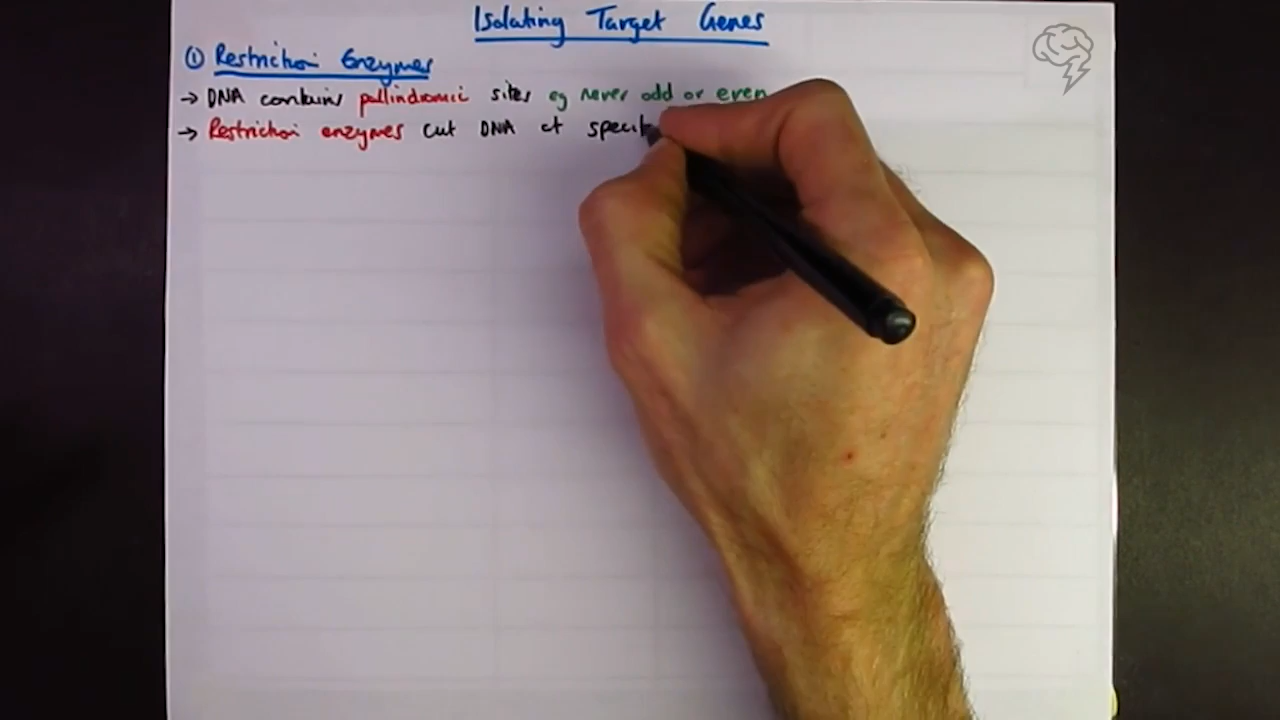 Isolating Target Genes
① Restriction Enzymes
→ DNA contains pallindromic sites eg never odd or even
→ Restriction enzymes cut DNA at specif